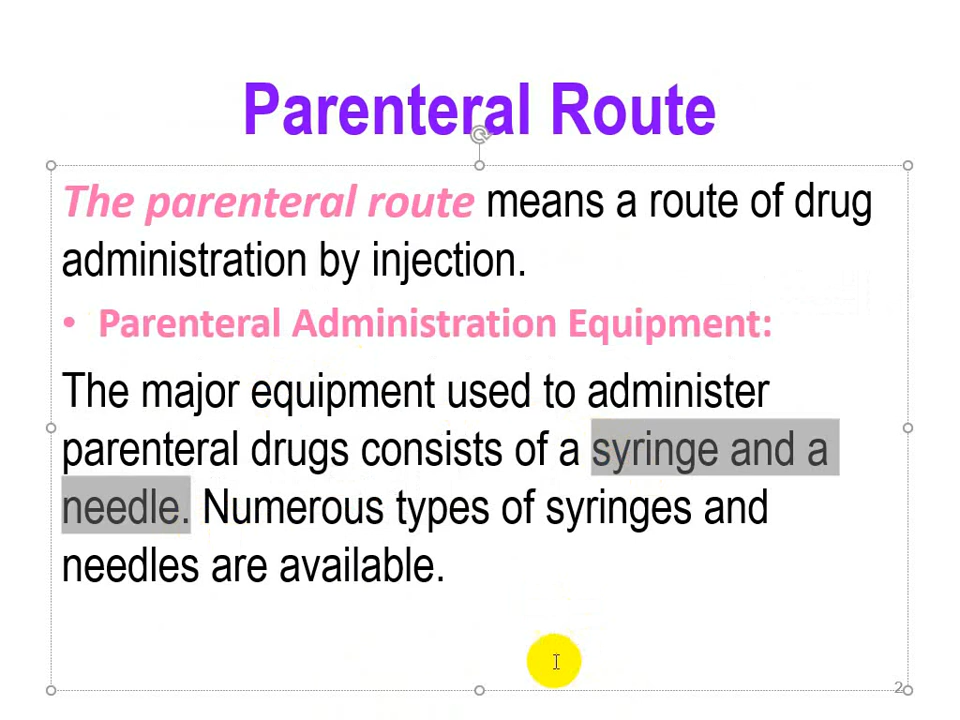 Parenteral Route
The parenteral route means a route of drug
administration by injection.
• Parenteral Administration Equipment:
The major equipment used to administer
parenteral drugs consists of a syringe and a
needle. Numerous types of syringes and
needles are available.
2